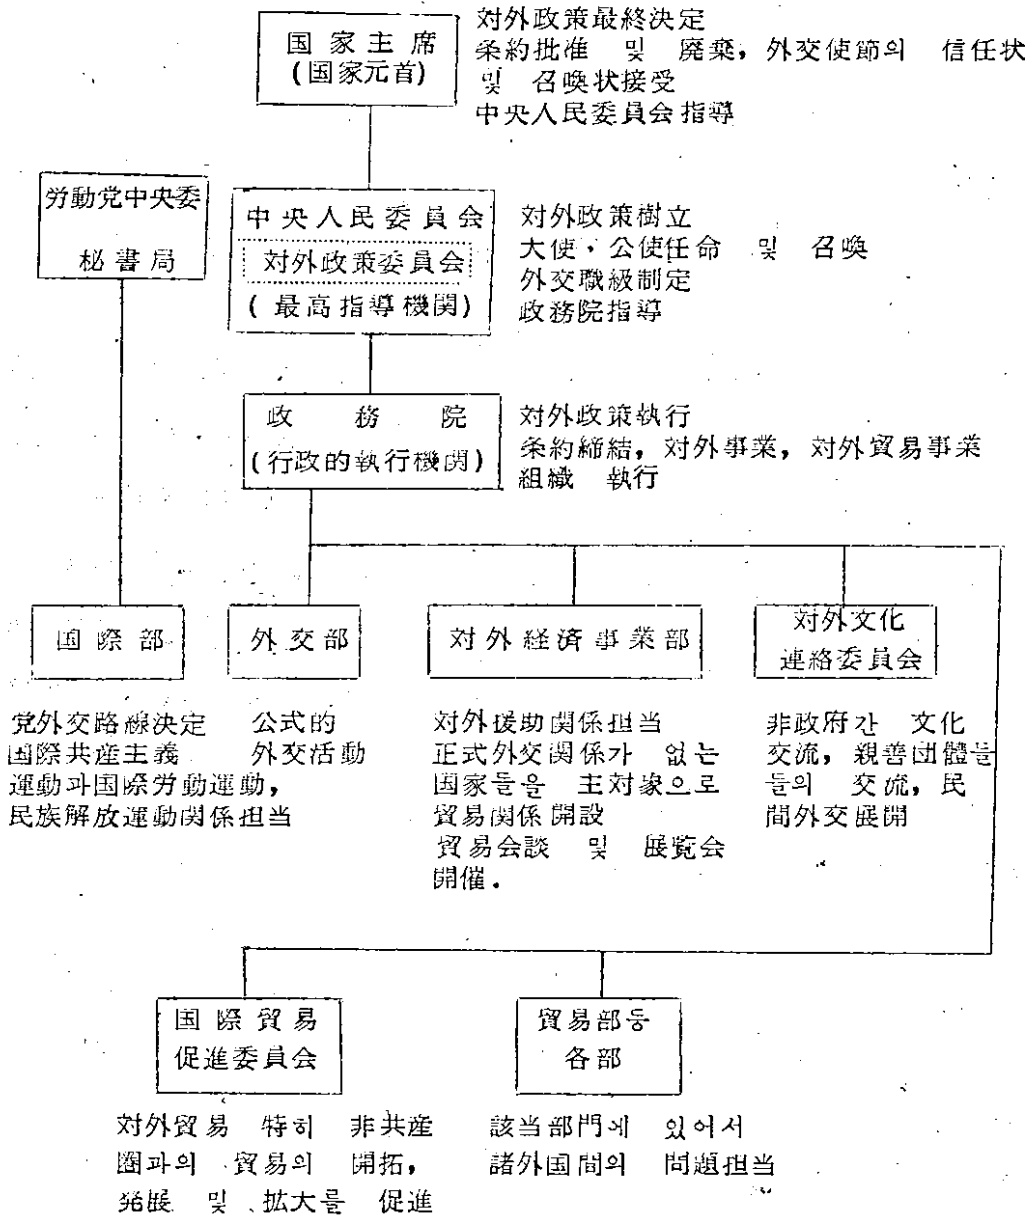 国家主席
(国家元首)
対外政策最終決定
条約批准 및 廃棄, 外交使節의 信任状
및 召喚状接受
中央人民委員会指導
労動党中央委
秘書局
中央人民委員会
対外政策委員会
(最高指導機関)
対外政策樹立
大使·公使任命 및 召喚
外交職級制定
政務院指導
政務院
(行政的執行機関)
対外政策執行
条約締結, 対外事業, 対外貿易事業
組織 執行
国際部
党外交路線決定
国際共産主義
運動과国際労動運動,
民族解放運動関係担当
外交部
公式的
外交活動
対外経済事業部
対外援助関係担当
正式外交関係가 없는
国家들을 主対象으로
貿易関係開設
貿易会談 및 展覧会
開催.
対外文化
連絡委員会
非政府간 文化
交流, 親善団體들
들의 交流, 民
間外交展開
国際貿易
促進委員会
対外貿易 特히 非共産
圏과의 貿易의 開拓,
発展 및 拡大를 促進
貿易部등
各部
該当部門에 있어서
諸外国間의 問題担当